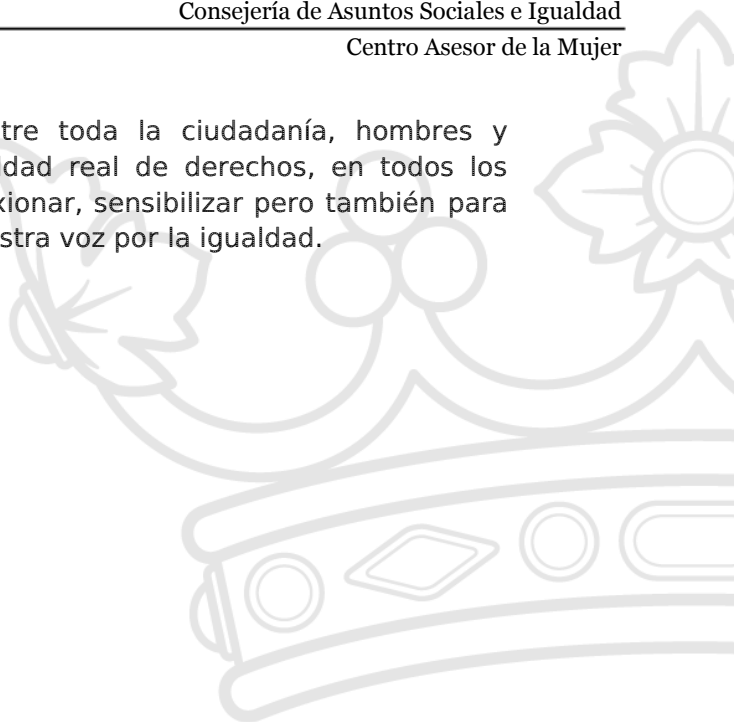 Consejería de Asuntos Sociales e Igualdad
Centro Asesor de la Mujer
tre toda la ciudadanía, hombres y
ldad real de derechos, en todos los
xionar, sensibilizar pero también para
stra voz por la igualdad.